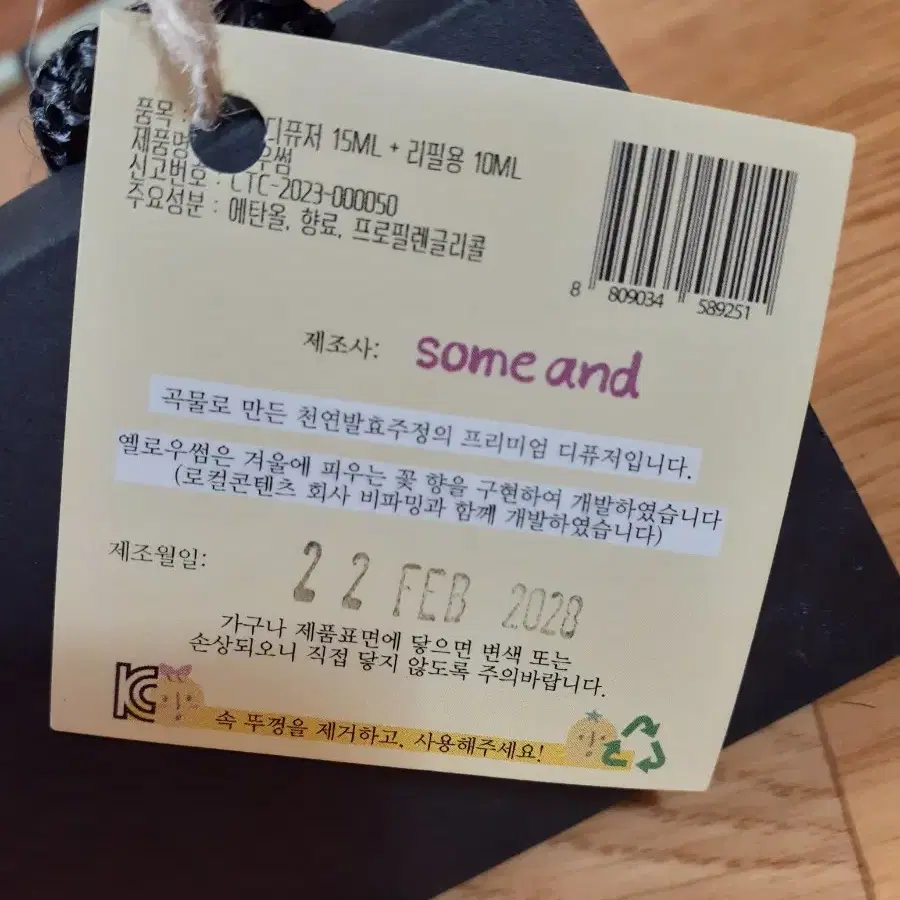 품목 : 디퓨저 15ML + 리필용 10ML
제품명 우썸
신고번호 : CTC-2023-000050
주요성분 : 에탄올, 향료, 프로필렌글리콜
8 809034 589251
제조사: some and
곡물로 만든 천연발효주정의 프리미엄 디퓨저입니다.
옐로우썸은 겨울에 피우는 꽃 향을 구현하여 개발하였습니다
(로컬콘텐츠 회사 비파밍과 함께 개발하였습니다)
제조월일: 22 FEB 2028
가구나 제품표면에 닿으면 변색 또는
손상되오니 직접 닿지 않도록 주의바랍니다.
속 뚜껑을 제거하고, 사용해주세요!